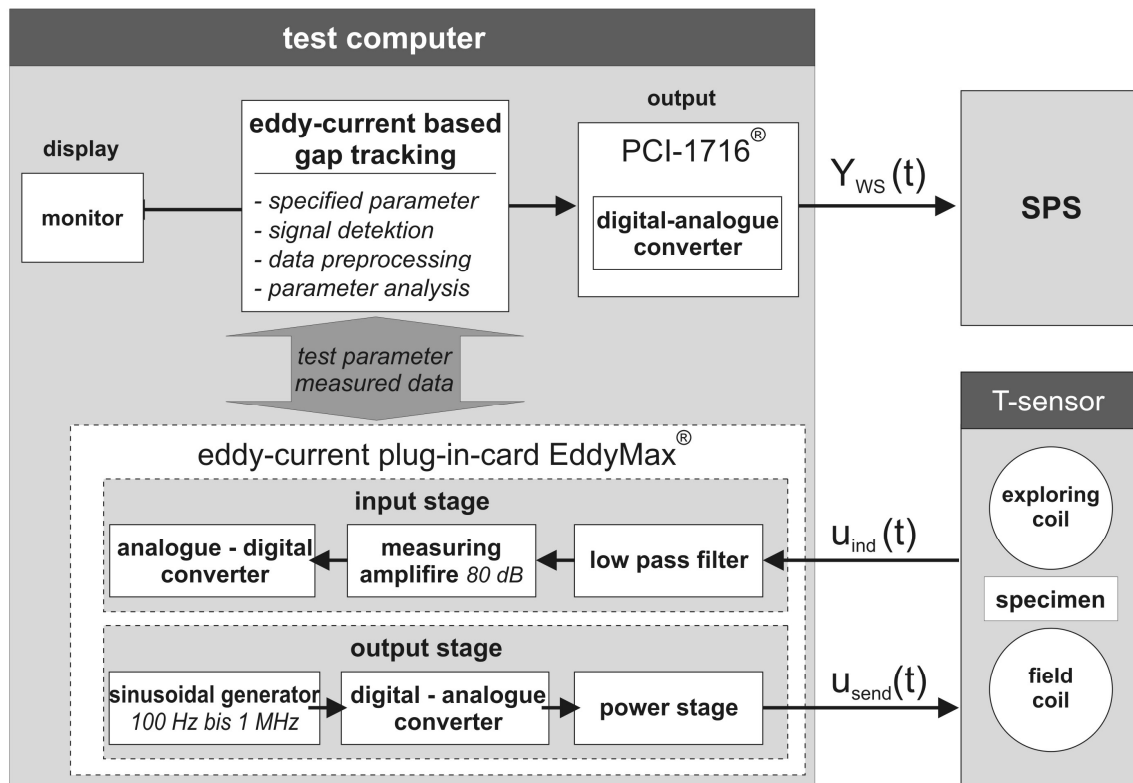 test computer
display
monitor
eddy-current based
gap tracking
- specified parameter
- signal detektion
- data preprocessing
- parameter analysis
output
PCI-1716®
digital-analogue
converter
Y_WS(t)
SPS
test parameter
measured data
eddy-current plug-in-card EddyMax®
input stage
analogue - digital
converter
measuring
amplifire 80 dB
low pass filter
u_ind(t)
output stage
sinusoidal generator
100 Hz bis 1 MHz
digital - analogue
converter
power stage
u_send(t)
T-sensor
exploring
coil
specimen
field
coil